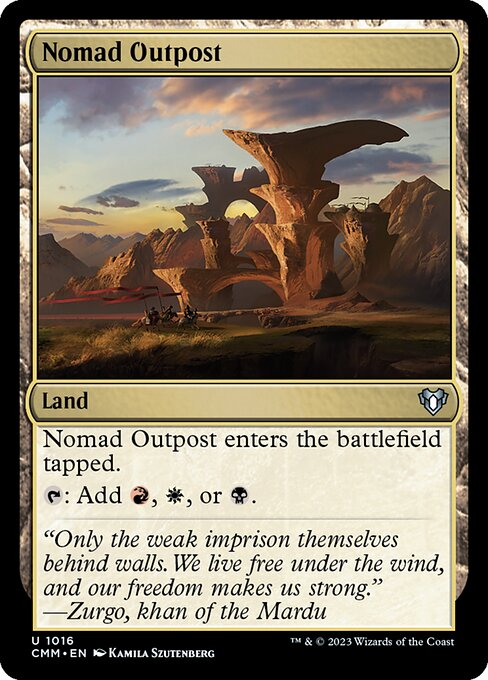 Nomad Outpost
Land
Nomad Outpost enters the battlefield
tapped.
: Add , , or .
“Only the weak imprison themselves
behind walls. We live free under the wind,
and our freedom makes us strong.”
—Zurgo, khan of the Mardu
U 1016
CMM • EN Kamila Szutenberg
™ & © 2023 Wizards of the Coast